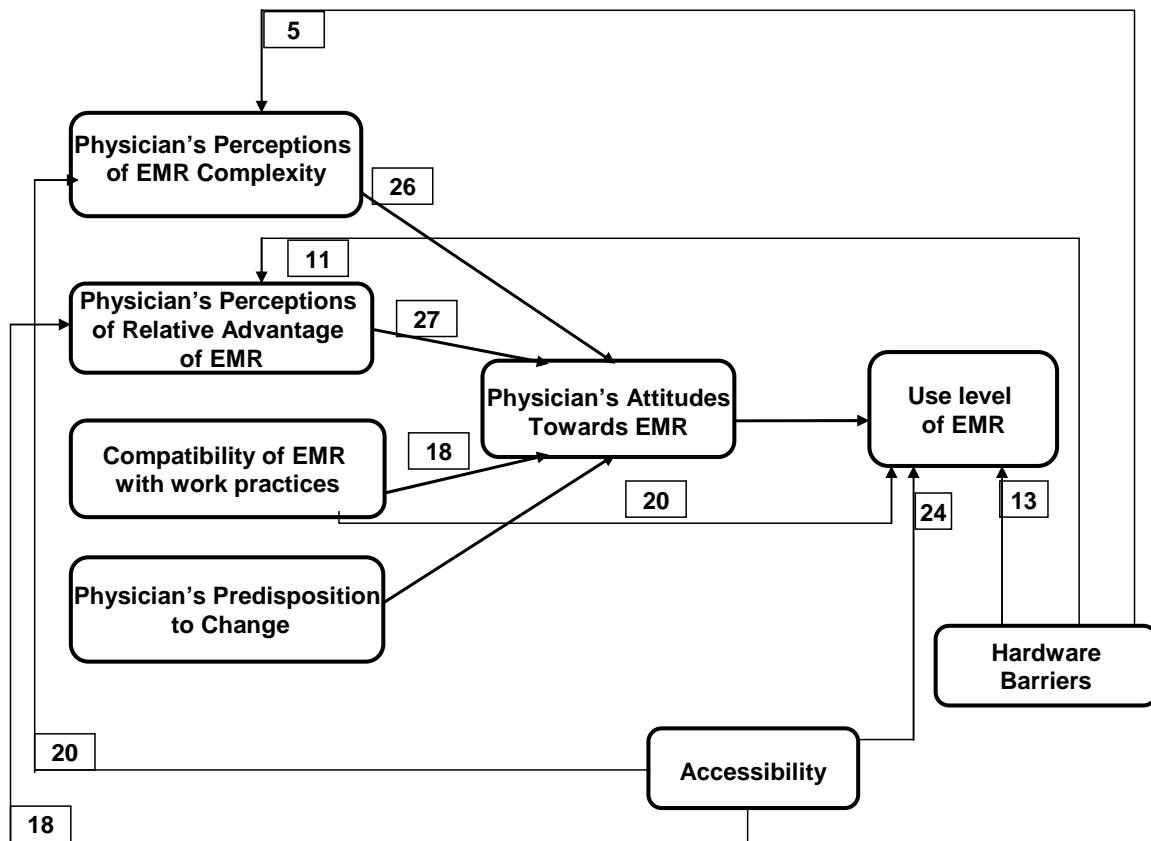 5
Physician’s Perceptions
of EMR Complexity
26
11
Physician’s Perceptions
of Relative Advantage
of EMR
27
Physician’s Attitudes
Towards EMR
Use level
of EMR
Compatibility of EMR
with work practices
18
20
24
13
Physician’s Predisposition
to Change
Hardware
Barriers
20
Accessibility
18